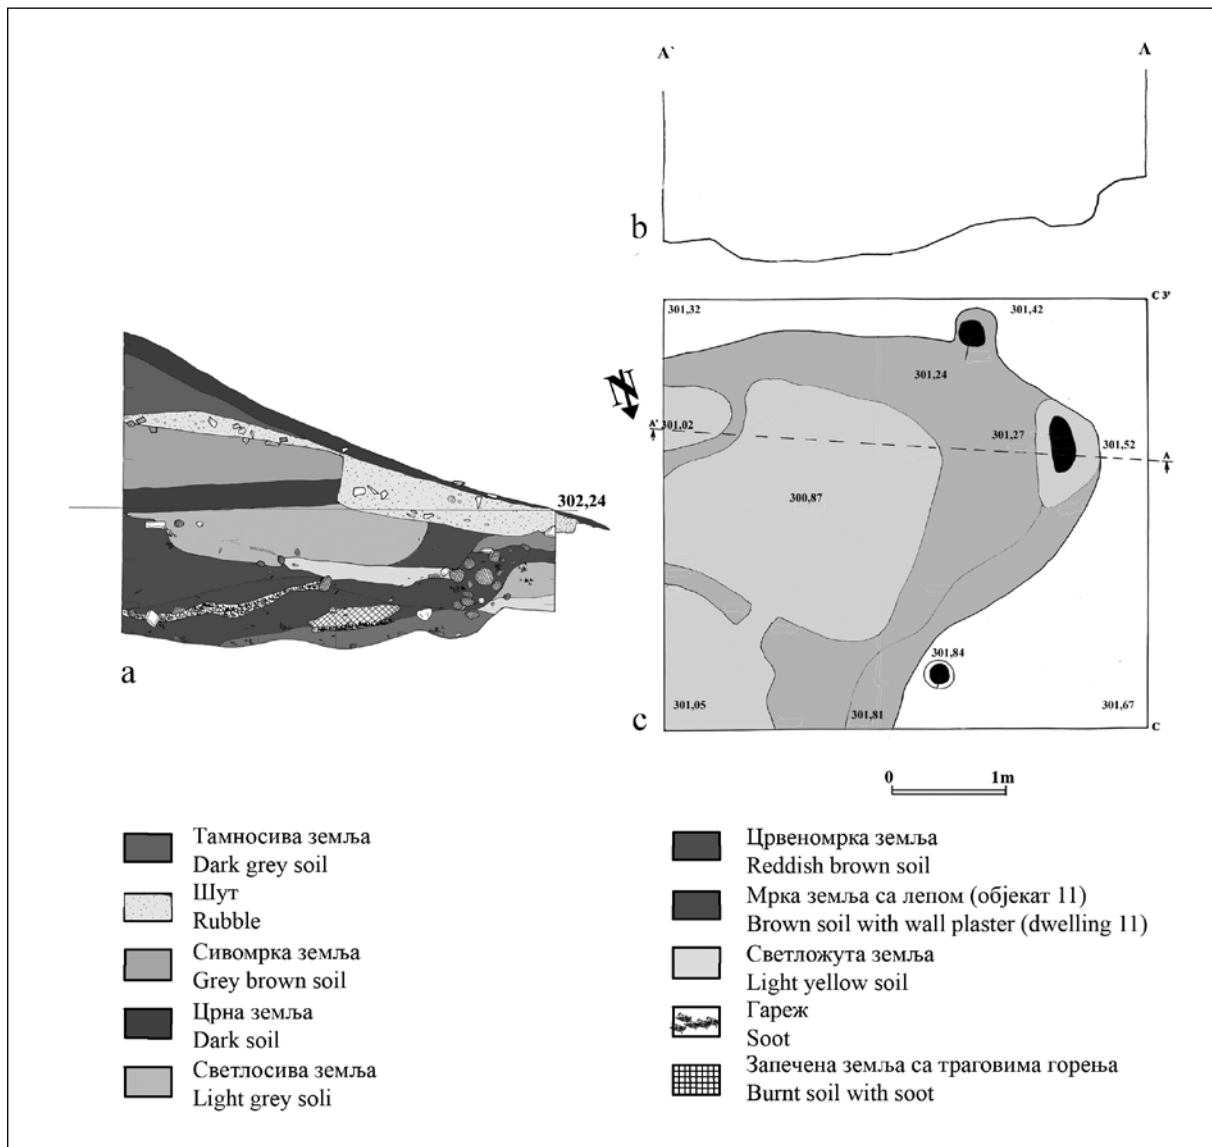 A`
A
b
C 3'
301,32
301,42
N
301,24
302,24
A'
301,02
301,27
301,52
A
300,87
a
301,84
301,05
301,81
301,67
c
C
0
1m
Тамносива земља
Dark grey soil
Шут
Rubble
Сивомрка земља
Grey brown soil
Црна земља
Dark soil
Светлосива земља
Light grey soli
Црвеномрка земља
Reddish brown soil
Мрка земља са лепом (објекат 11)
Brown soil with wall plaster (dwelling 11)
Светложута земља
Light yellow soil
Гареж
Soot
Запечена земља са траговима горења
Burnt soil with soot